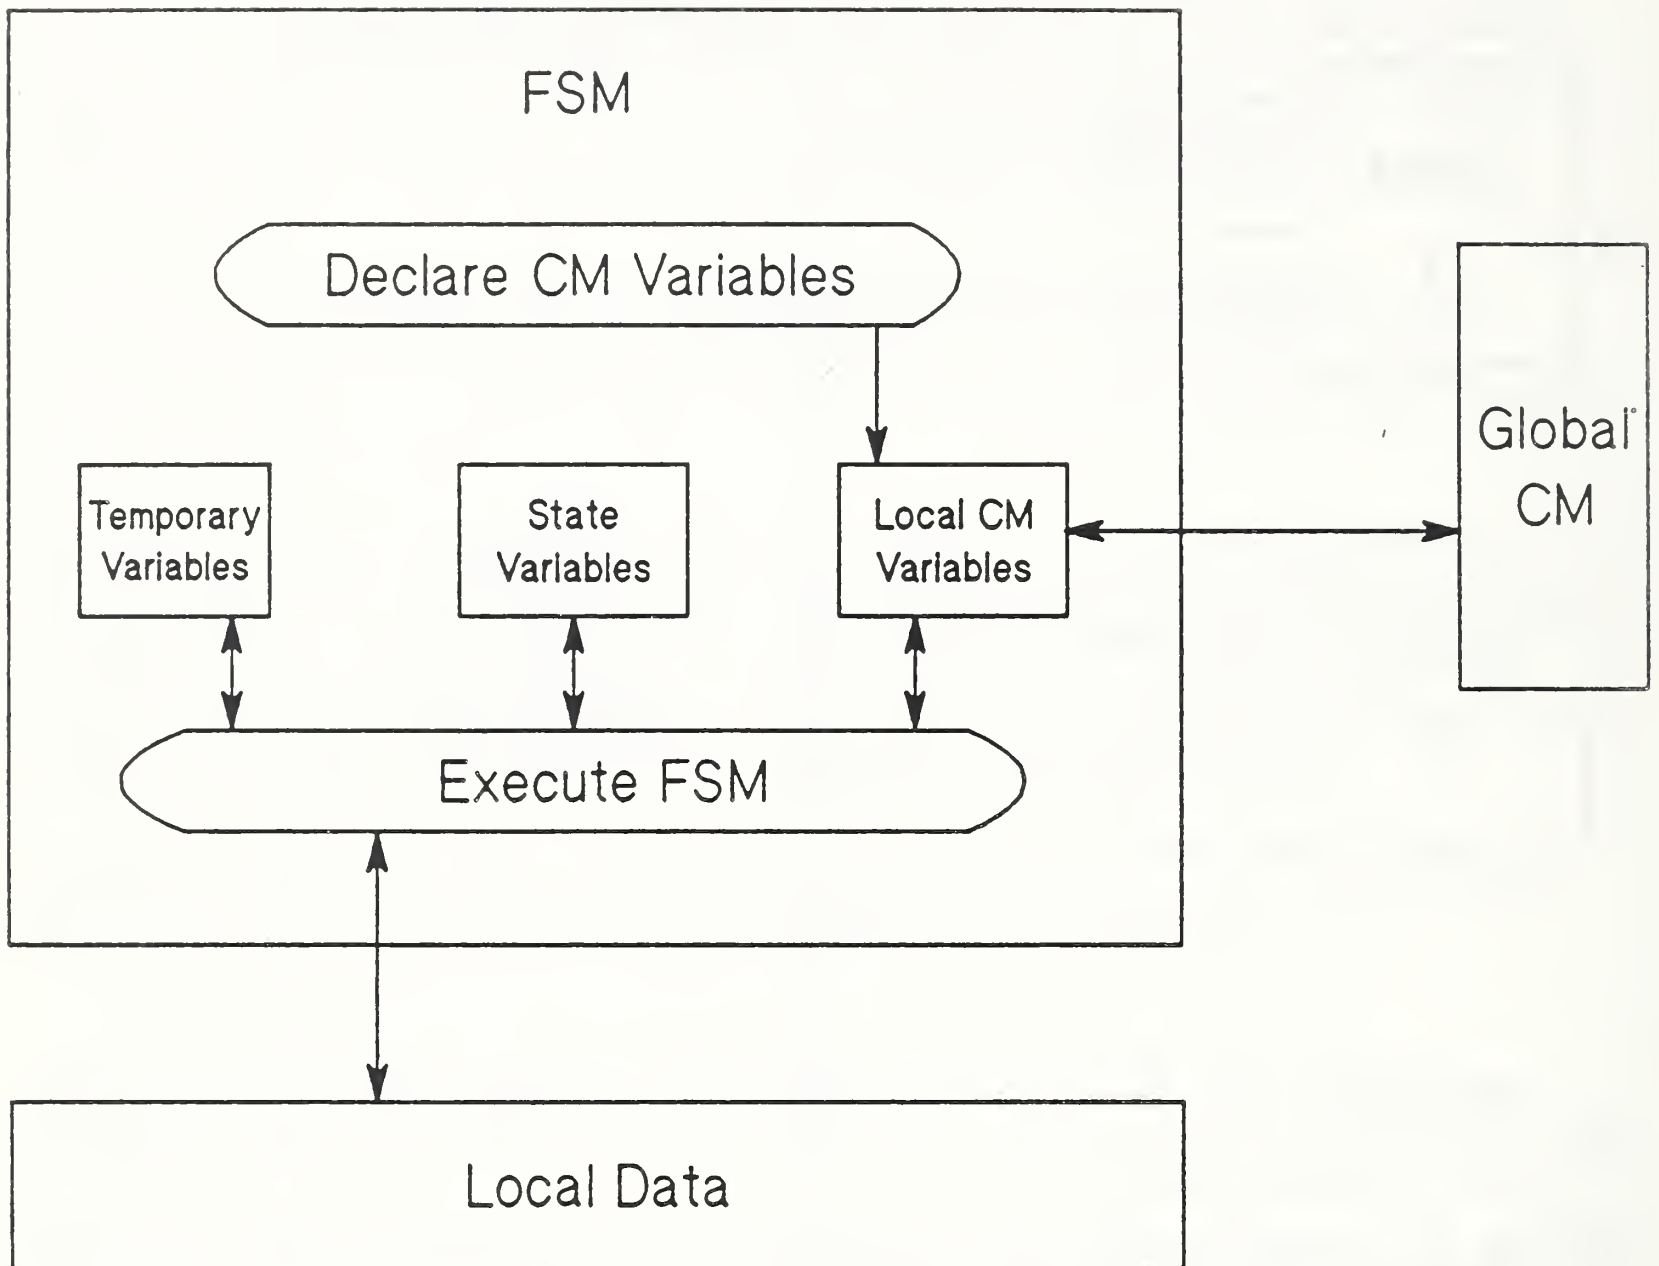 FSM
Declare CM Variables
Temporary
Variables
State
Variables
Local CM
Variables
Global
CM
Execute FSM
Local Data